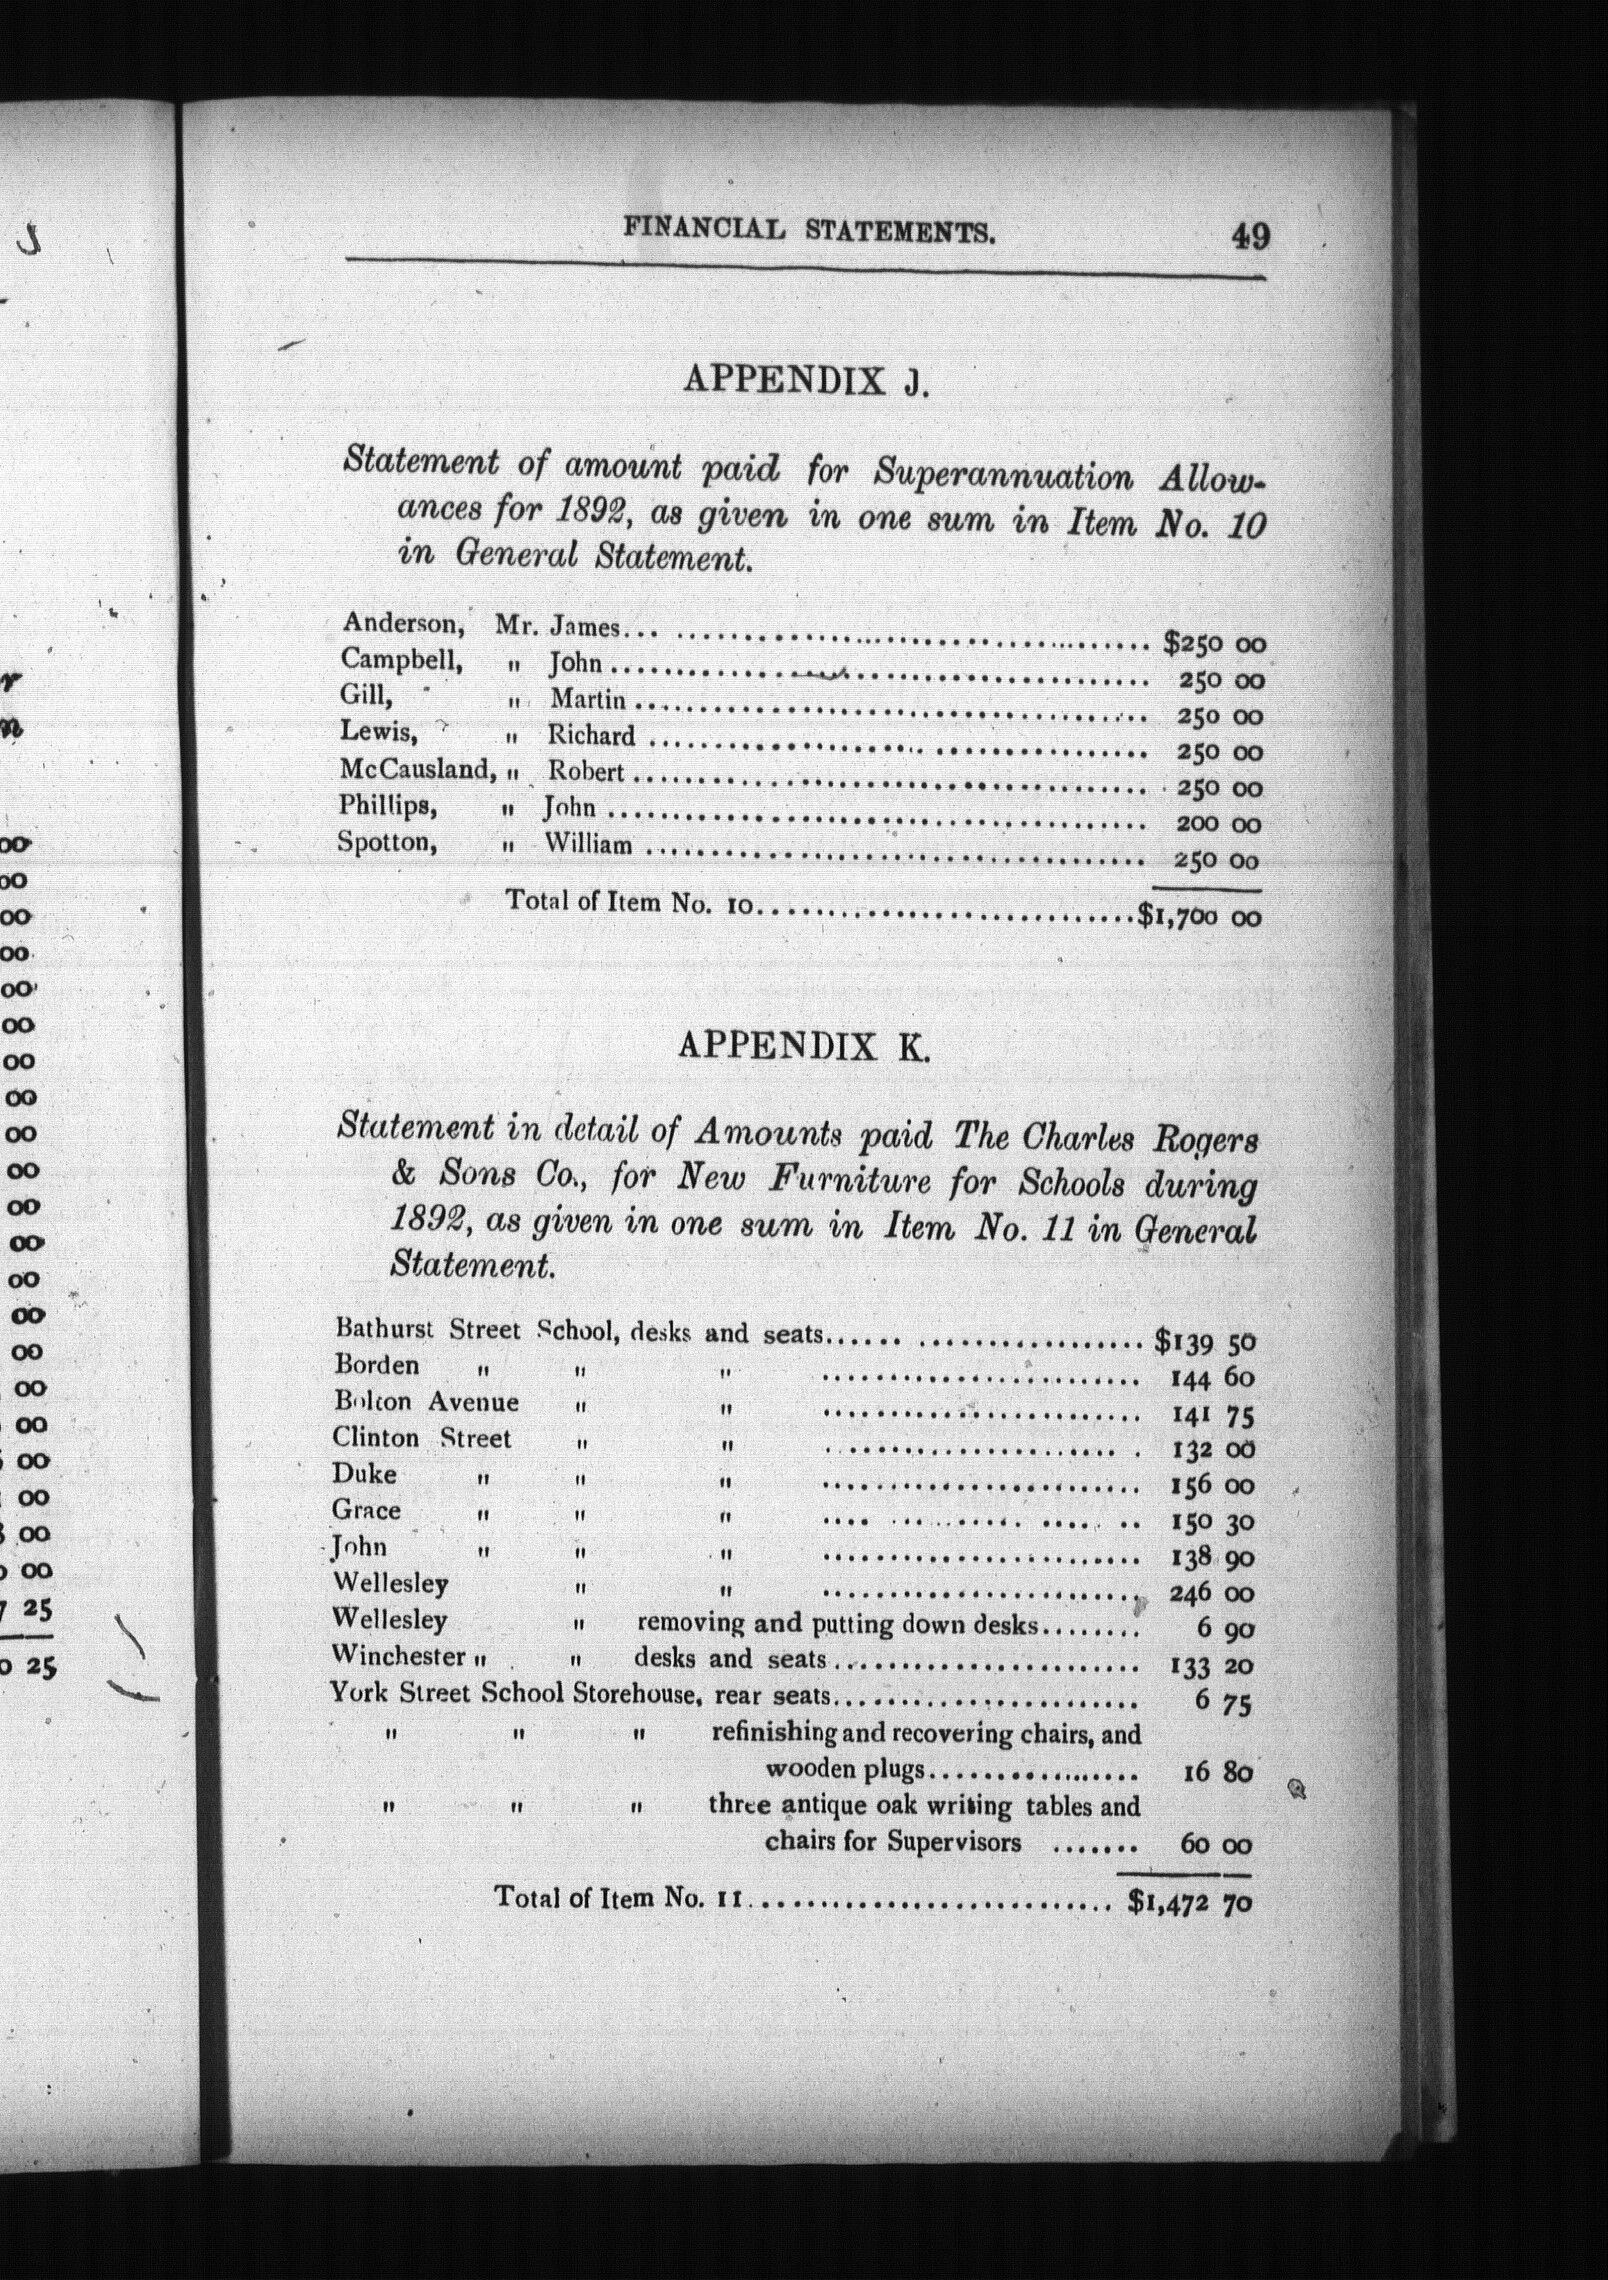 FINANCIAL STATEMENTS. 49
APPENDIX J.
Statement of amount paid for Superannuation Allow-
ances for 1892, as given in one sum in Item No. 10
in General Statement.
Anderson, Mr. James... .......... $250 00
Campbell, " John .......... 250 00
Gill, " Martin .......... 250 00
Lewis, " Richard .......... 250 00
McCausland, " Robert .......... 250 00
Phillips, " John .......... 200 00
Spotton, " William .......... 250 00
Total of Item No. 10.......... $1,700 00
APPENDIX K.
Statement in detail of Amounts paid The Charles Rogers
& Sons Co., for New Furniture for Schools during
1892, as given in one sum in Item No. 11 in General
Statement.
Bathurst Street School, desks and seats...... .......... $139 50
Borden " " " .......... 144 60
Bolton Avenue " " .......... 141 75
Clinton Street " " .......... 132 00
Duke " " " .......... 156 00
Grace " " " .......... 150 30
John " " " .......... 138 90
Wellesley " " .......... 246 00
Wellesley " removing and putting down desks........ 6 90
Winchester " " desks and seats .......... 133 20
York Street School Storehouse, rear seats.......... 6 75
" " " refinishing and recovering chairs, and
wooden plugs.......... 16 80
" " " three antique oak writing tables and
chairs for Supervisors ....... 60 00
Total of Item No. 11.......... $1,472 70